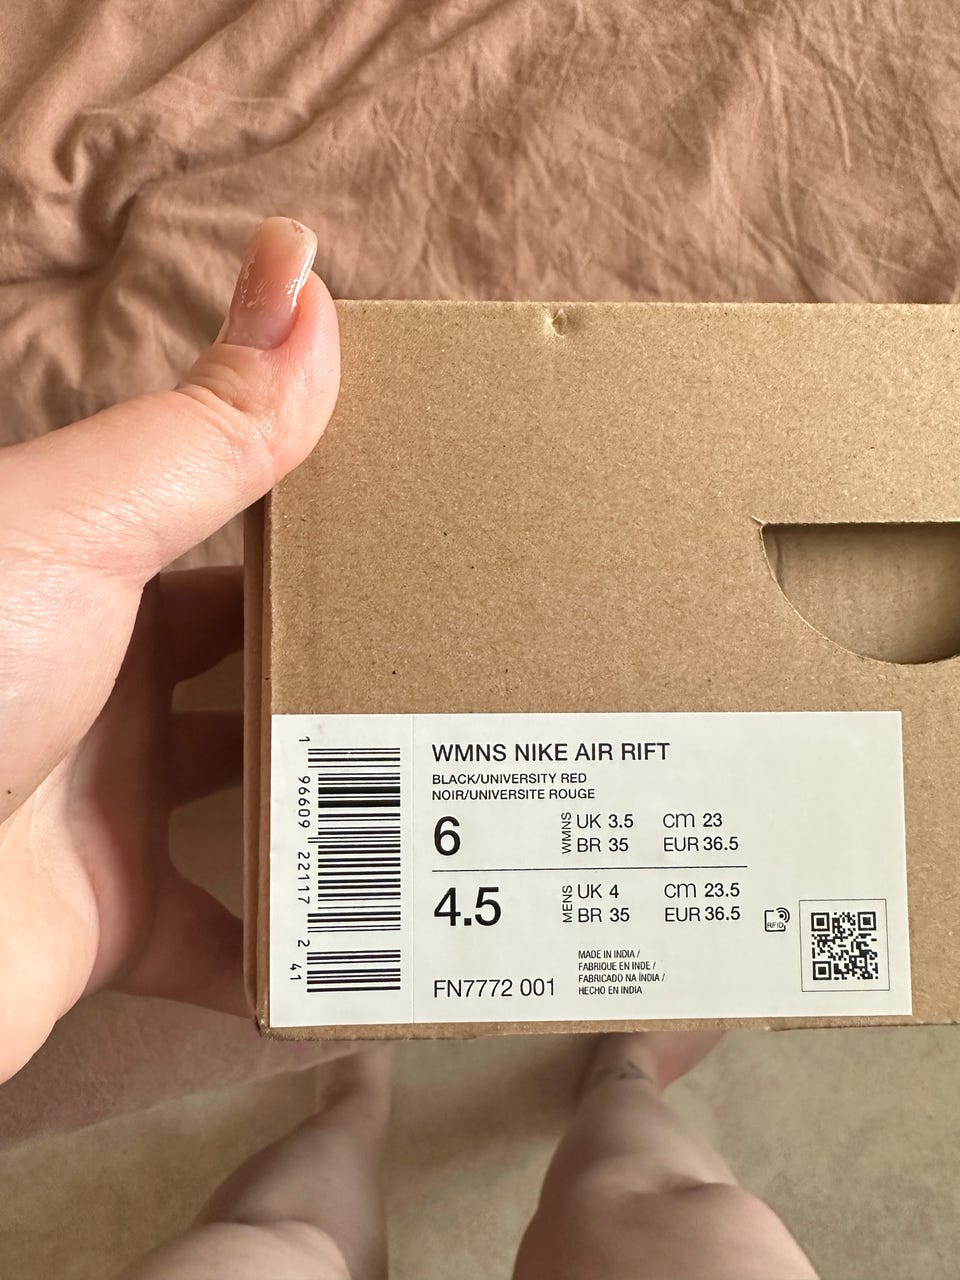 WMNS NIKE AIR RIFT
BLACK/UNIVERSITY RED
NOIR/UNIVERSITE ROUGE
6 WMNS UK 3.5 CM 23
BR 35 EUR 36.5
4.5 MENS UK 4 CM 23.5
BR 35 EUR 36.5
RFID
FN7772 001
MADE IN INDIA /
FABRIQUE EN INDE /
FABRICADO NA ÍNDIA /
HECHO EN INDIA
1 96609 22117 2 41